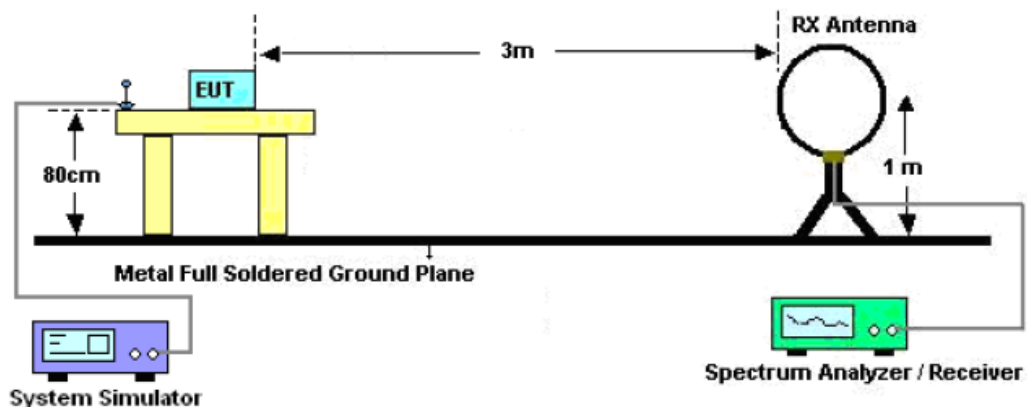 RX Antenna
3m
EUT
80cm
1 m
Metal Full Soldered Ground Plane
System Simulator
Spectrum Analyzer / Receiver